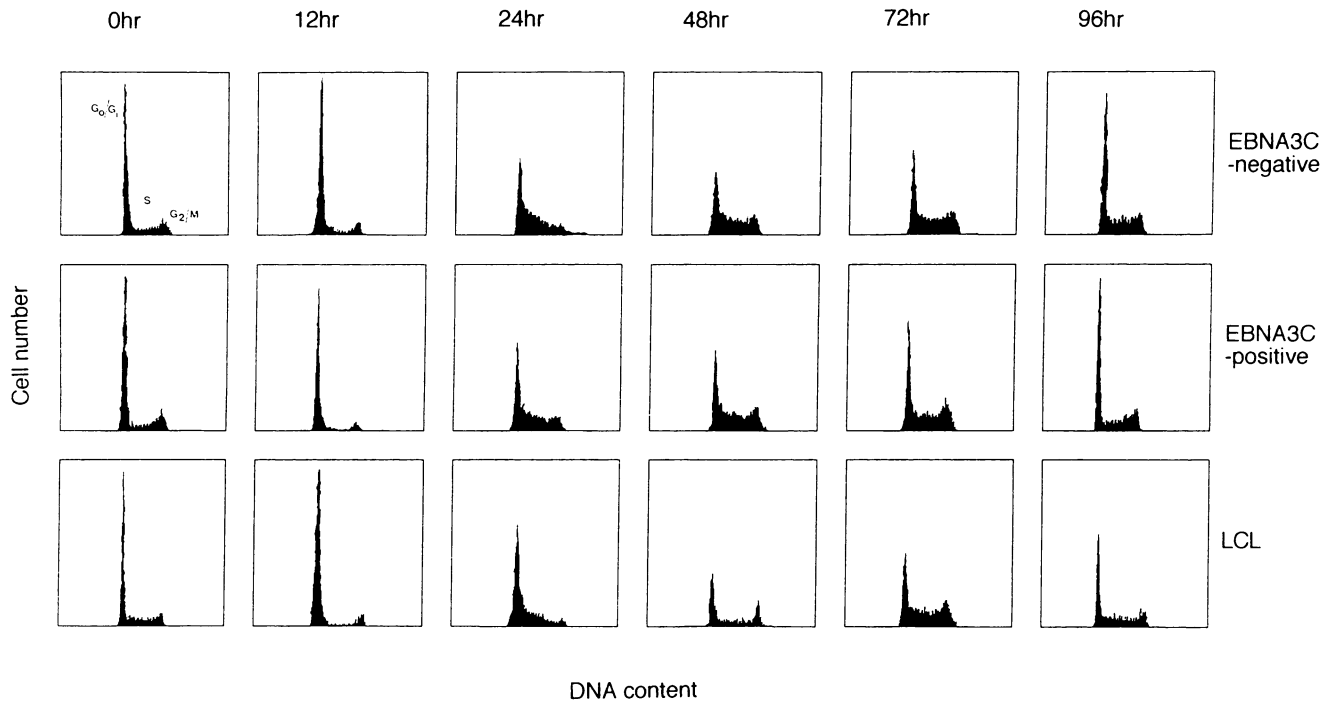 0hr 12hr 24hr 48hr 72hr 96hr
G0/G1
S
G2/M
EBNA3C
-negative
EBNA3C
-positive
LCL
Cell number
DNA content